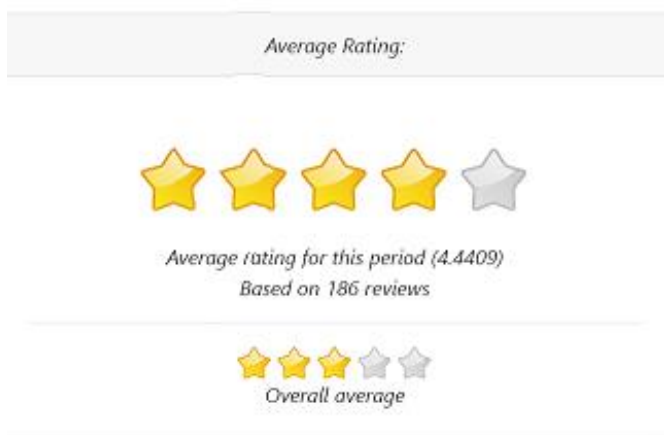 Average Rating:
Average rating for this period (4.4409)
Based on 186 reviews
Overall average